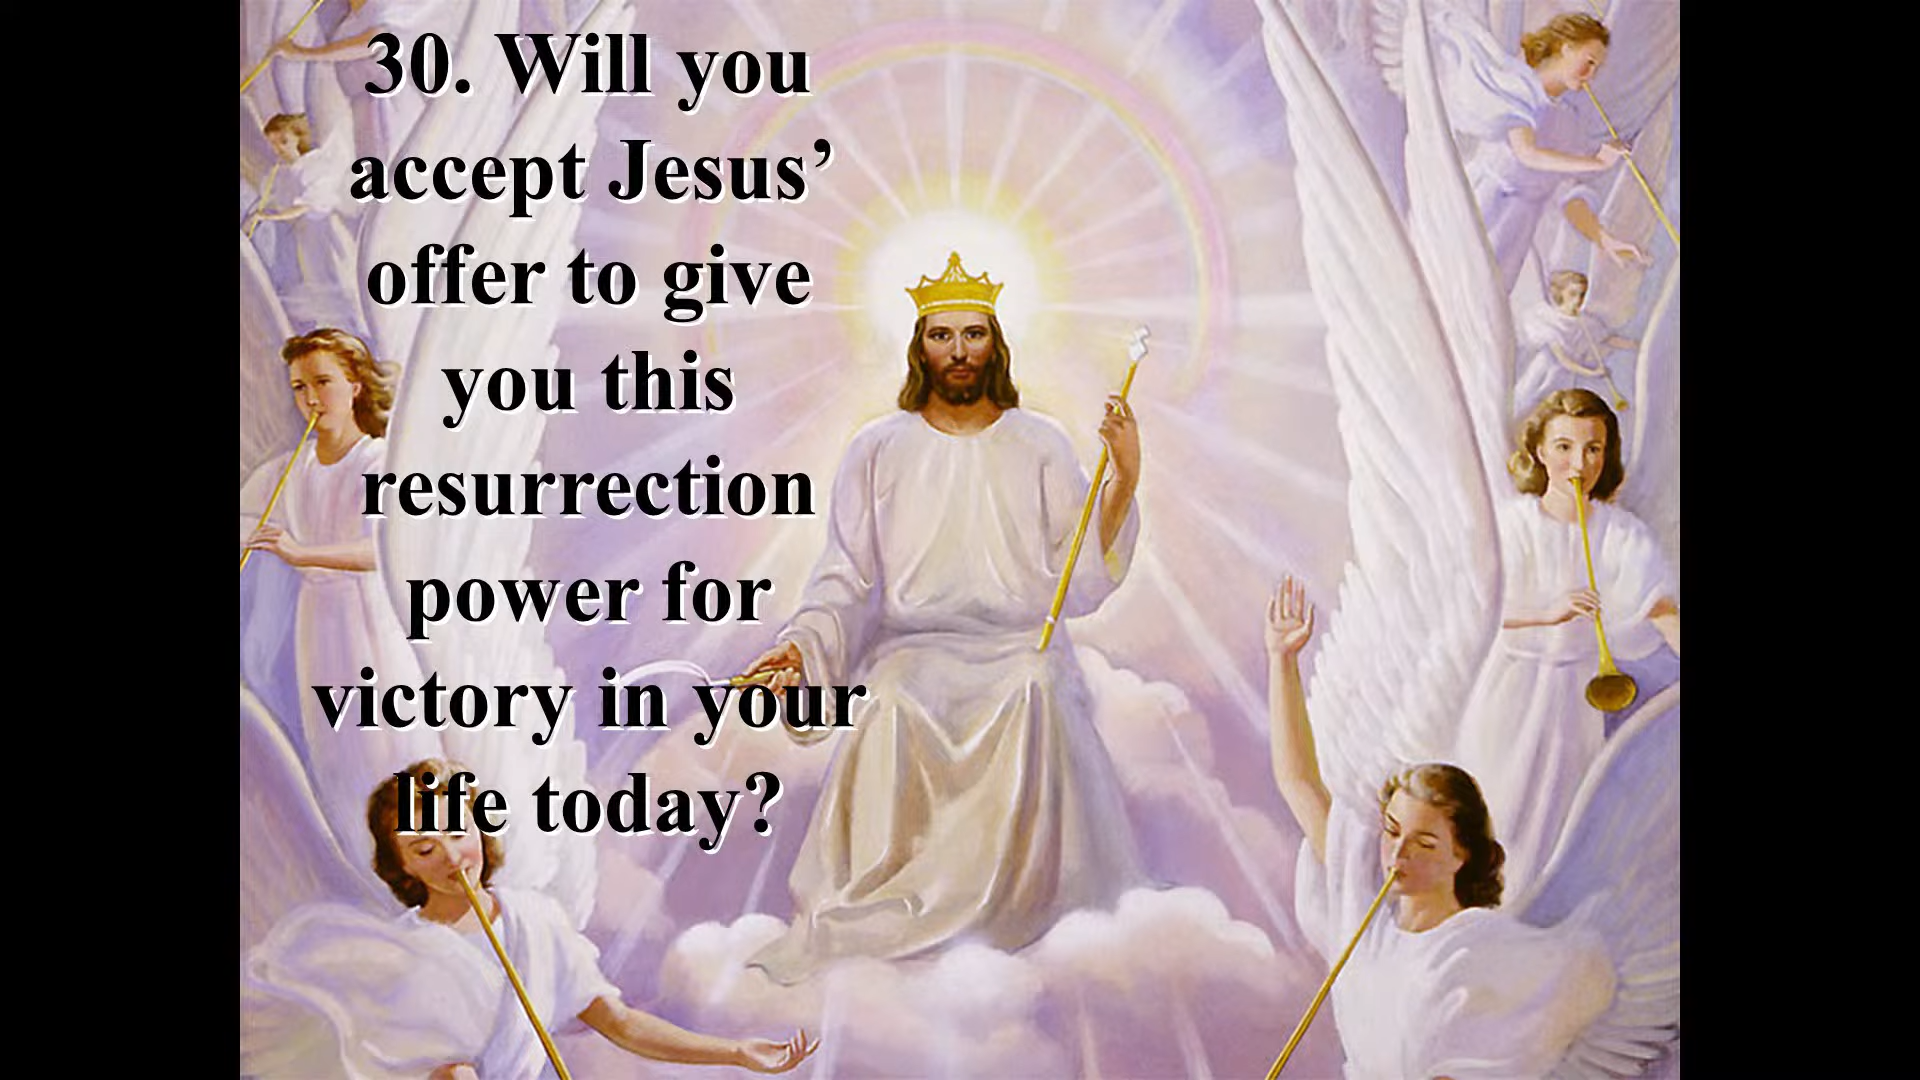 30. Will you
accept Jesus’
offer to give
you this
resurrection
power for
victory in your
life today?